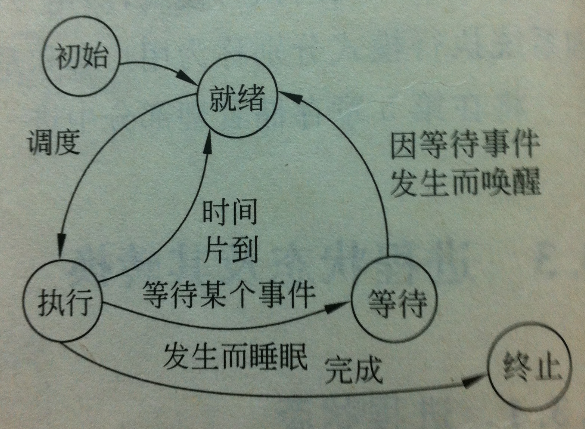 初始
就绪
调度
因等待事件
发生而唤醒
时间
片到
执行
等待某个事件
等待
发生而睡眠
完成
终止